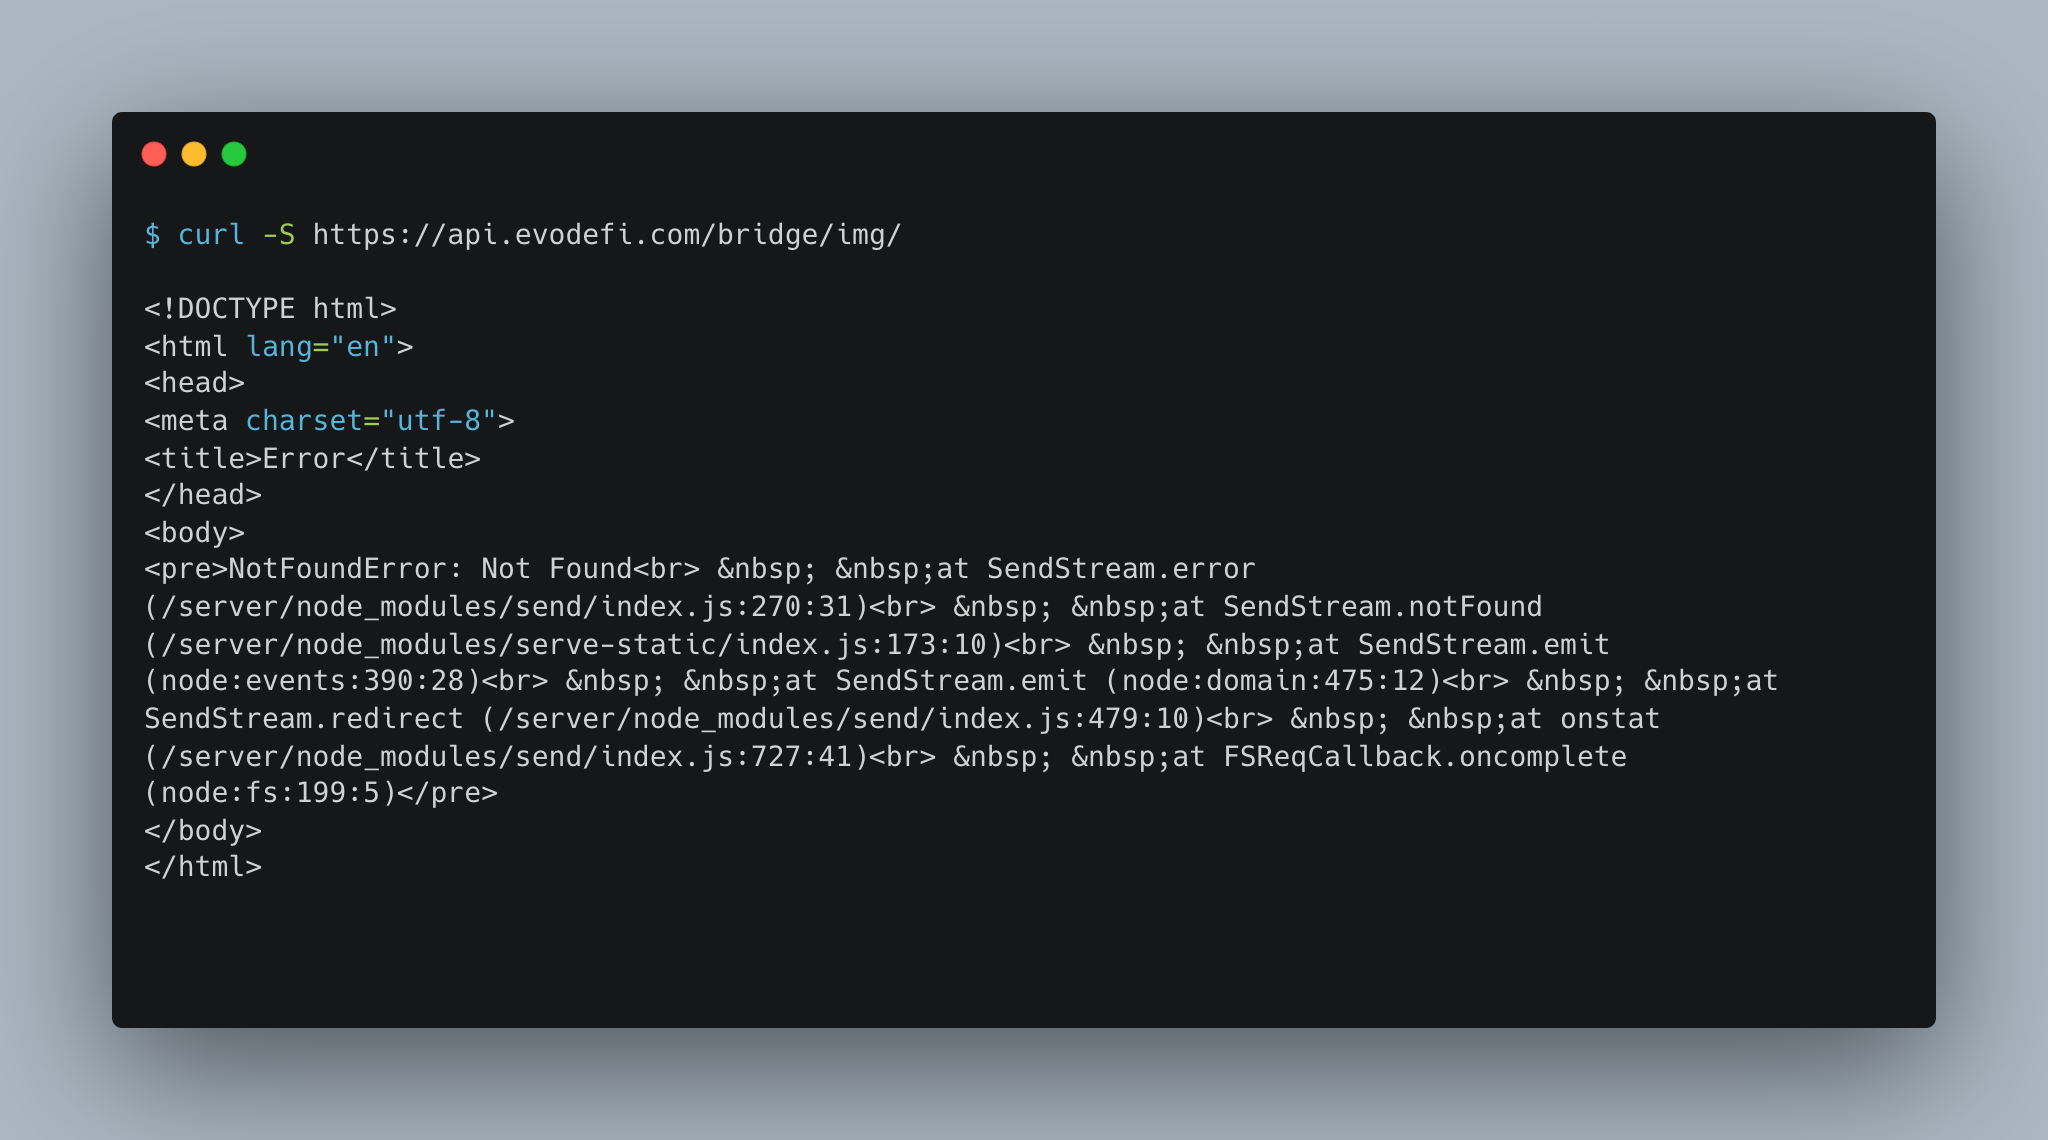 $ curl -S https://api.evodefi.com/bridge/img/
<!DOCTYPE html>
<html lang="en">
<head>
<meta charset="utf-8">
<title>Error</title>
</head>
<body>
<pre>NotFoundError: Not Found<br> &nbsp; &nbsp;at SendStream.error
(/server/node_modules/send/index.js:270:31)<br> &nbsp; &nbsp;at SendStream.notFound
(/server/node_modules/serve-static/index.js:173:10)<br> &nbsp; &nbsp;at SendStream.emit
(node:events:390:28)<br> &nbsp; &nbsp;at SendStream.emit (node:domain:475:12)<br> &nbsp; &nbsp;at
SendStream.redirect (/server/node_modules/send/index.js:479:10)<br> &nbsp; &nbsp;at onstat
(/server/node_modules/send/index.js:727:41)<br> &nbsp; &nbsp;at FSReqCallback.oncomplete
(node:fs:199:5)</pre>
</body>
</html>